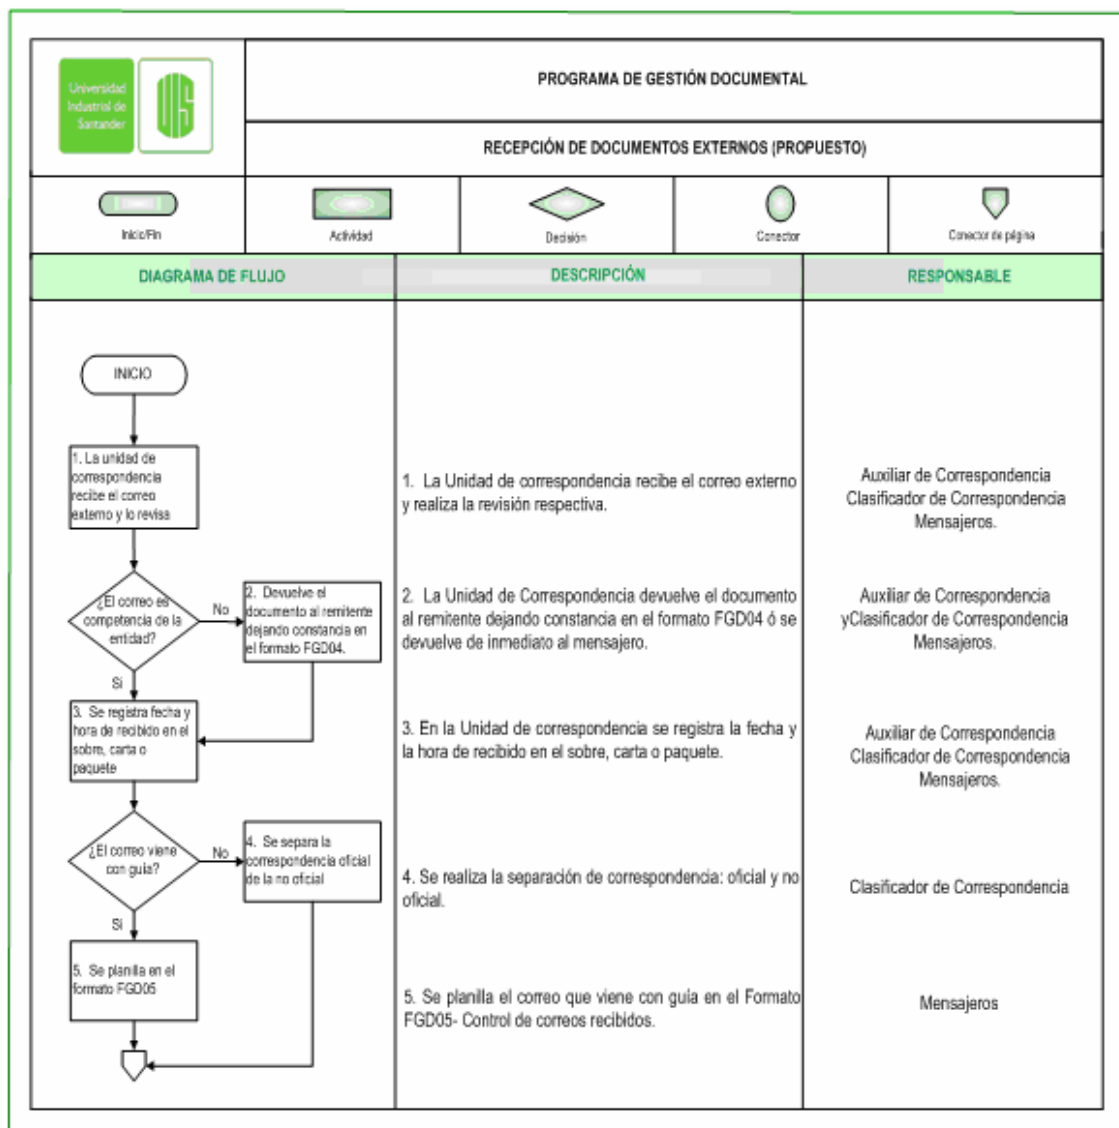 Universidad
Industrial de
Santander
PROGRAMA DE GESTIÓN DOCUMENTAL
RECEPCIÓN DE DOCUMENTOS EXTERNOS (PROPUESTO)
Inicio/Fin
Actividad
Decisión
Conector
Conector de página
DIAGRAMA DE FLUJO
DESCRIPCIÓN
RESPONSABLE
INICIO
1. La unidad de
correspondencia
recibe el correo
externo y lo revisa
1. La Unidad de correspondencia recibe el correo externo
y realiza la revisión respectiva.
Auxiliar de Correspondencia
Clasificador de Correspondencia
Mensajeros.
¿El correo es
competencia de la
entidad?
No
Si
2. Devuelve el
documento al remitente
dejando constancia en
el formato FGD04.
2. La Unidad de Correspondencia devuelve el documento
al remitente dejando constancia en el formato FGD04 ó se
devuelve de inmediato al mensajero.
Auxiliar de Correspondencia
yClasificador de Correspondencia
Mensajeros.
3. Se registra fecha y
hora de recibido en el
sobre, carta o
paquete
3. En la Unidad de correspondencia se registra la fecha y
la hora de recibido en el sobre, carta o paquete.
Auxiliar de Correspondencia
Clasificador de Correspondencia
Mensajeros.
¿El correo viene
con guía?
No
Si
4. Se separa la
correspondencia oficial
de la no oficial
4. Se realiza la separación de correspondencia: oficial y no
oficial.
Clasificador de Correspondencia
5. Se planilla en el
formato FGD05
5. Se planilla el correo que viene con guía en el Formato
FGD05- Control de correos recibidos.
Mensajeros